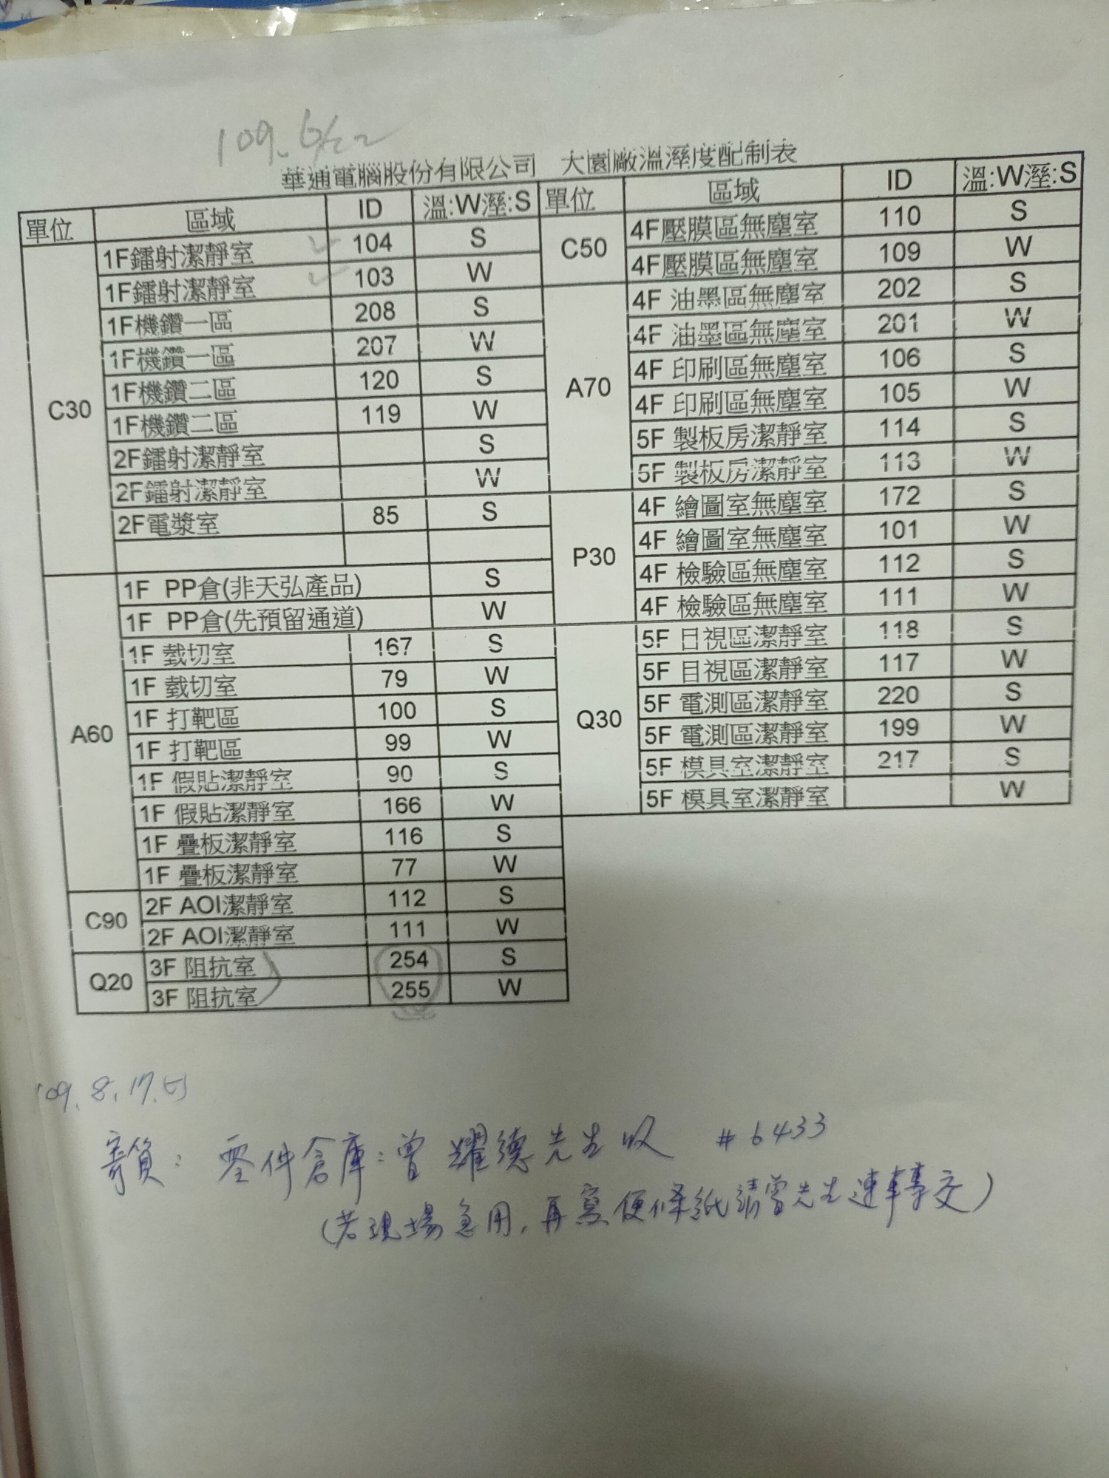 109.6/22
華通電腦股份有限公司 大園廠溫溼度配制表
單位 區域 ID 溫:W溼:S
C30
1F鐳射潔靜室 104 S
1F鐳射潔靜室 103 W
1F機鑽一區 208 S
1F機鑽一區 207 W
1F機鑽二區 120 S
1F機鑽二區 119 W
2F鐳射潔靜室 S
2F鐳射潔靜室 W
2F電漿室 85 S
A60
1F PP倉(非天弘產品) S
1F PP倉(先預留通道) W
1F 裁切室 167 S
1F 裁切室 79 W
1F 打靶區 100 S
1F 打靶區 99 W
1F 假貼潔靜室 90 S
1F 假貼潔靜室 166 W
1F 疊板潔靜室 116 S
1F 疊板潔靜室 77 W
C90
2F AOI潔靜室 112 S
2F AOI潔靜室 111 W
Q20
3F 阻抗室 254 S
3F 阻抗室 255 W
單位 區域 ID 溫:W溼:S
C50
4F壓膜區無塵室 110 S
4F壓膜區無塵室 109 W
A70
4F 油墨區無塵室 202 S
4F 油墨區無塵室 201 W
4F 印刷區無塵室 106 S
4F 印刷區無塵室 105 W
5F 製板房潔靜室 114 S
5F 製板房潔靜室 113 W
P30
4F 繪圖室無塵室 172 S
4F 繪圖室無塵室 101 W
4F 檢驗區無塵室 112 S
4F 檢驗區無塵室 111 W
Q30
5F 目視區潔靜室 118 S
5F 目視區潔靜室 117 W
5F 電測區潔靜室 220 S
5F 電測區潔靜室 199 W
5F 模具室潔靜室 217 S
5F 模具室潔靜室 W
109.8.17.
寄貨: 零件倉庫:曾耀德先生收 #6433
(若現場急用,再寫便條紙請曾先生速轉交)